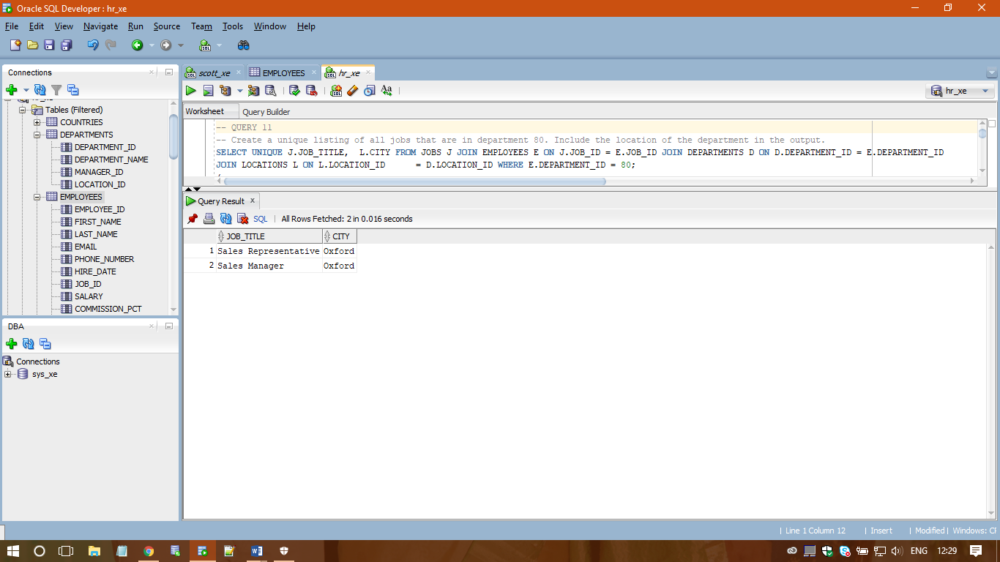 Oracle SQL Developer : hr_xe
File Edit View Navigate Run Source Team Tools Window Help
Connections
Tables (Filtered)
COUNTRIES
DEPARTMENTS
DEPARTMENT_ID
DEPARTMENT_NAME
MANAGER_ID
LOCATION_ID
EMPLOYEES
EMPLOYEE_ID
FIRST_NAME
LAST_NAME
EMAIL
PHONE_NUMBER
HIRE_DATE
JOB_ID
SALARY
COMMISSION_PCT
DBA
Connections
sys_xe
scott_xe EMPLOYEES hr_xe
hr_xe
Worksheet Query Builder
-- QUERY 11
-- Create a unique listing of all jobs that are in department 80. Include the location of the department in the output.
SELECT UNIQUE J.JOB_TITLE, L.CITY FROM JOBS J JOIN EMPLOYEES E ON J.JOB_ID = E.JOB_ID JOIN DEPARTMENTS D ON D.DEPARTMENT_ID = E.DEPARTMENT_ID
JOIN LOCATIONS L ON L.LOCATION_ID = D.LOCATION_ID WHERE E.DEPARTMENT_ID = 80;
Query Result x
SQL | All Rows Fetched: 2 in 0.016 seconds
JOB_TITLE CITY
1 Sales Representative Oxford
2 Sales Manager Oxford
| Line 1 Column 12 | Insert | Modified | Windows: CF
ENG 12:29